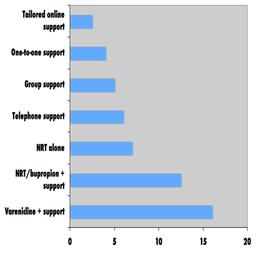 Tailored online
support
One-to-one support
Group support
Telephone support
NRT alone
NRT/bupropion +
support
Varenidine + support
0 5 10 15 20